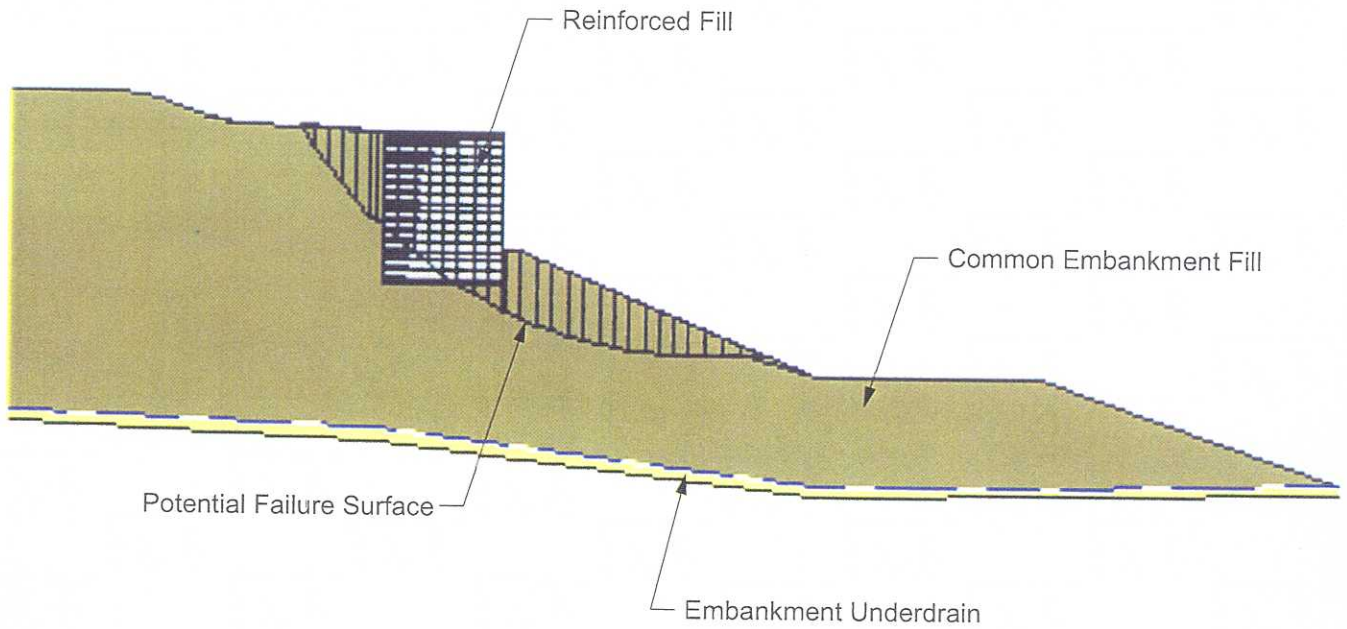 Reinforced Fill
Common Embankment Fill
Potential Failure Surface
Embankment Underdrain